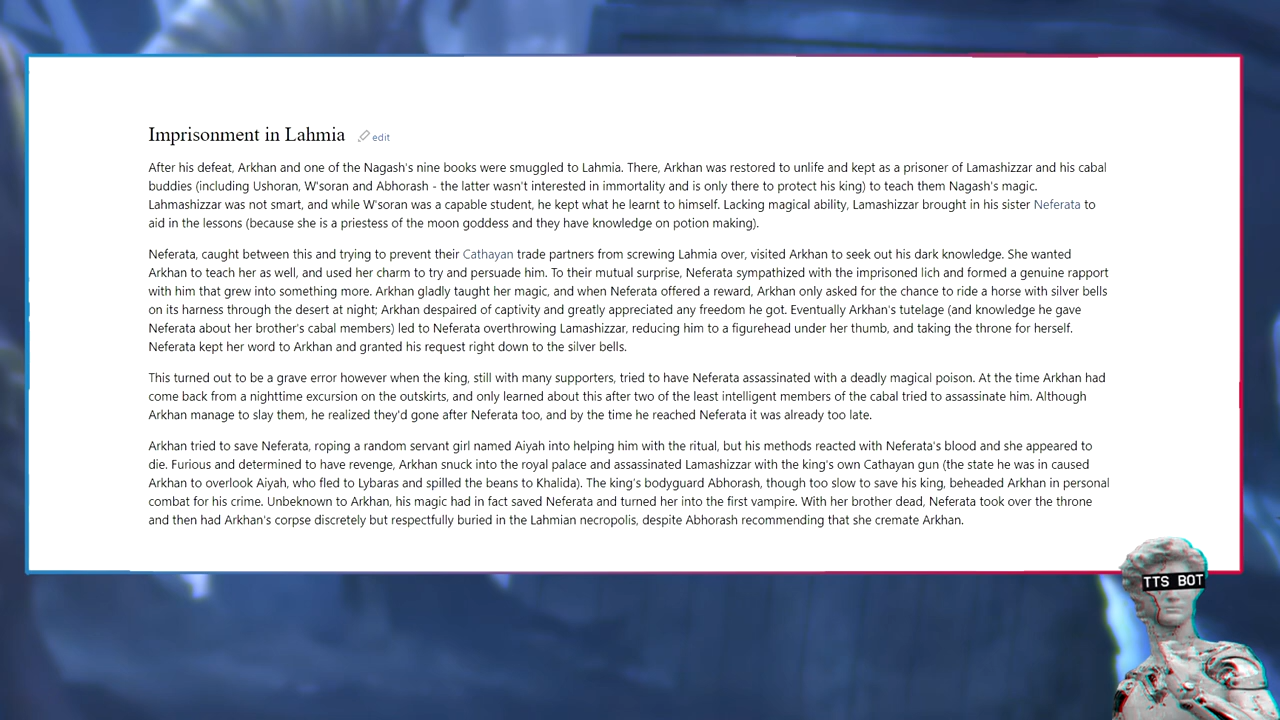 Imprisonment in Lahmia edit
After his defeat, Arkhan and one of the Nagash's nine books were smuggled to Lahmia. There, Arkhan was restored to unlife and kept as a prisoner of Lamashizzar and his cabal
buddies (including Ushoran, W'soran and Abhorash - the latter wasn't interested in immortality and is only there to protect his king) to teach them Nagash's magic.
Lahmashizzar was not smart, and while W'soran was a capable student, he kept what he learnt to himself. Lacking magical ability, Lamashizzar brought in his sister Neferata to
aid in the lessons (because she is a priestess of the moon goddess and they have knowledge on potion making).
Neferata, caught between this and trying to prevent their Cathayan trade partners from screwing Lahmia over, visited Arkhan to seek out his dark knowledge. She wanted
Arkhan to teach her as well, and used her charm to try and persuade him. To their mutual surprise, Neferata sympathized with the imprisoned lich and formed a genuine rapport
with him that grew into something more. Arkhan gladly taught her magic, and when Neferata offered a reward, Arkhan only asked for the chance to ride a horse with silver bells
on its harness through the desert at night; Arkhan despaired of captivity and greatly appreciated any freedom he got. Eventually Arkhan's tutelage (and knowledge he gave
Neferata about her brother's cabal members) led to Neferata overthrowing Lamashizzar, reducing him to a figurehead under her thumb, and taking the throne for herself.
Neferata kept her word to Arkhan and granted his request right down to the silver bells.
This turned out to be a grave error however when the king, still with many supporters, tried to have Neferata assassinated with a deadly magical poison. At the time Arkhan had
come back from a nighttime excursion on the outskirts, and only learned about this after two of the least intelligent members of the cabal tried to assassinate him. Although
Arkhan manage to slay them, he realized they'd gone after Neferata too, and by the time he reached Neferata it was already too late.
Arkhan tried to save Neferata, roping a random servant girl named Aiyah into helping him with the ritual, but his methods reacted with Neferata's blood and she appeared to
die. Furious and determined to have revenge, Arkhan snuck into the royal palace and assassinated Lamashizzar with the king's own Cathayan gun (the state he was in caused
Arkhan to overlook Aiyah, who fled to Lybaras and spilled the beans to Khalida). The king's bodyguard Abhorash, though too slow to save his king, beheaded Arkhan in personal
combat for his crime. Unbeknown to Arkhan, his magic had in fact saved Neferata and turned her into the first vampire. With her brother dead, Neferata took over the throne
and then had Arkhan's corpse discretely but respectfully buried in the Lahmian necropolis, despite Abhorash recommending that she cremate Arkhan.
TTS BOT